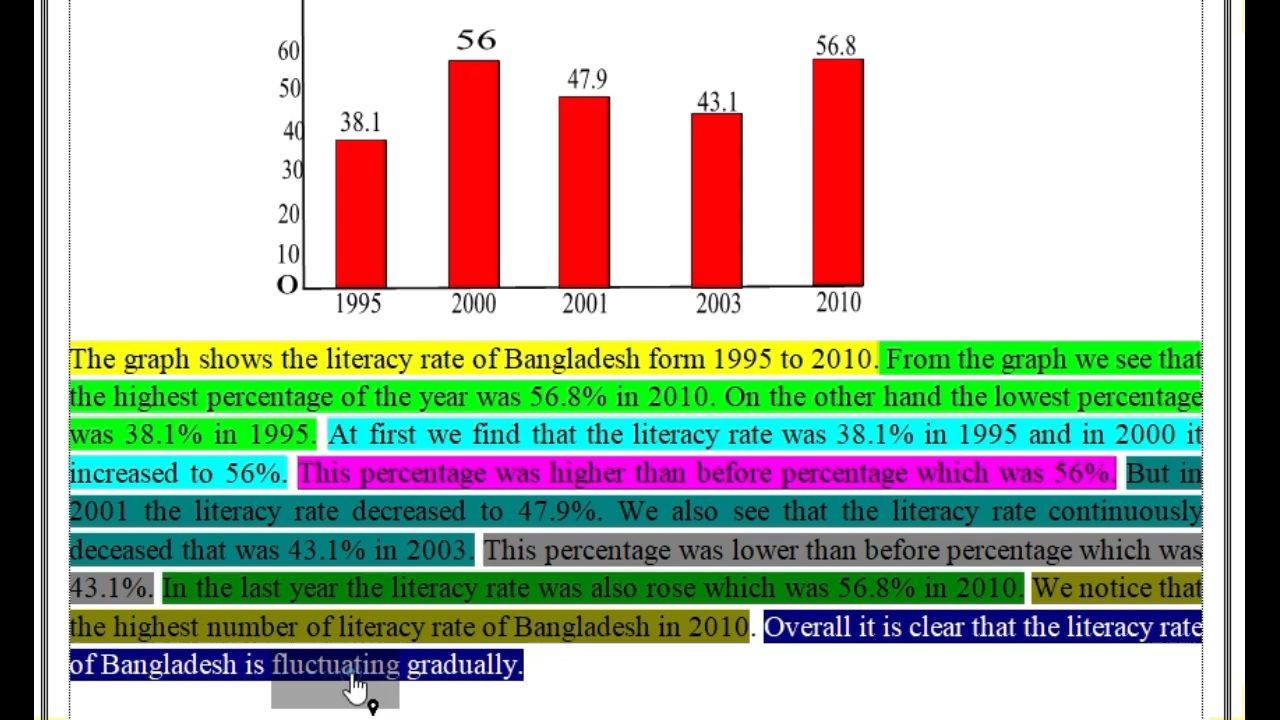 60
50
40
30
20
10
O
38.1
56
47.9
43.1
56.8
1995 2000 2001 2003 2010
The graph shows the literacy rate of Bangladesh form 1995 to 2010. From the graph we see that
the highest percentage of the year was 56.8% in 2010. On the other hand the lowest percentage
was 38.1% in 1995. At first we find that the literacy rate was 38.1% in 1995 and in 2000 it
increased to 56%. This percentage was higher than before percentage which was 56%. But in
2001 the literacy rate decreased to 47.9%. We also see that the literacy rate continuously
deceased that was 43.1% in 2003. This percentage was lower than before percentage which was
43.1%. In the last year the literacy rate was also rose which was 56.8% in 2010. We notice that
the highest number of literacy rate of Bangladesh in 2010. Overall it is clear that the literacy rate
of Bangladesh is fluctuating gradually.